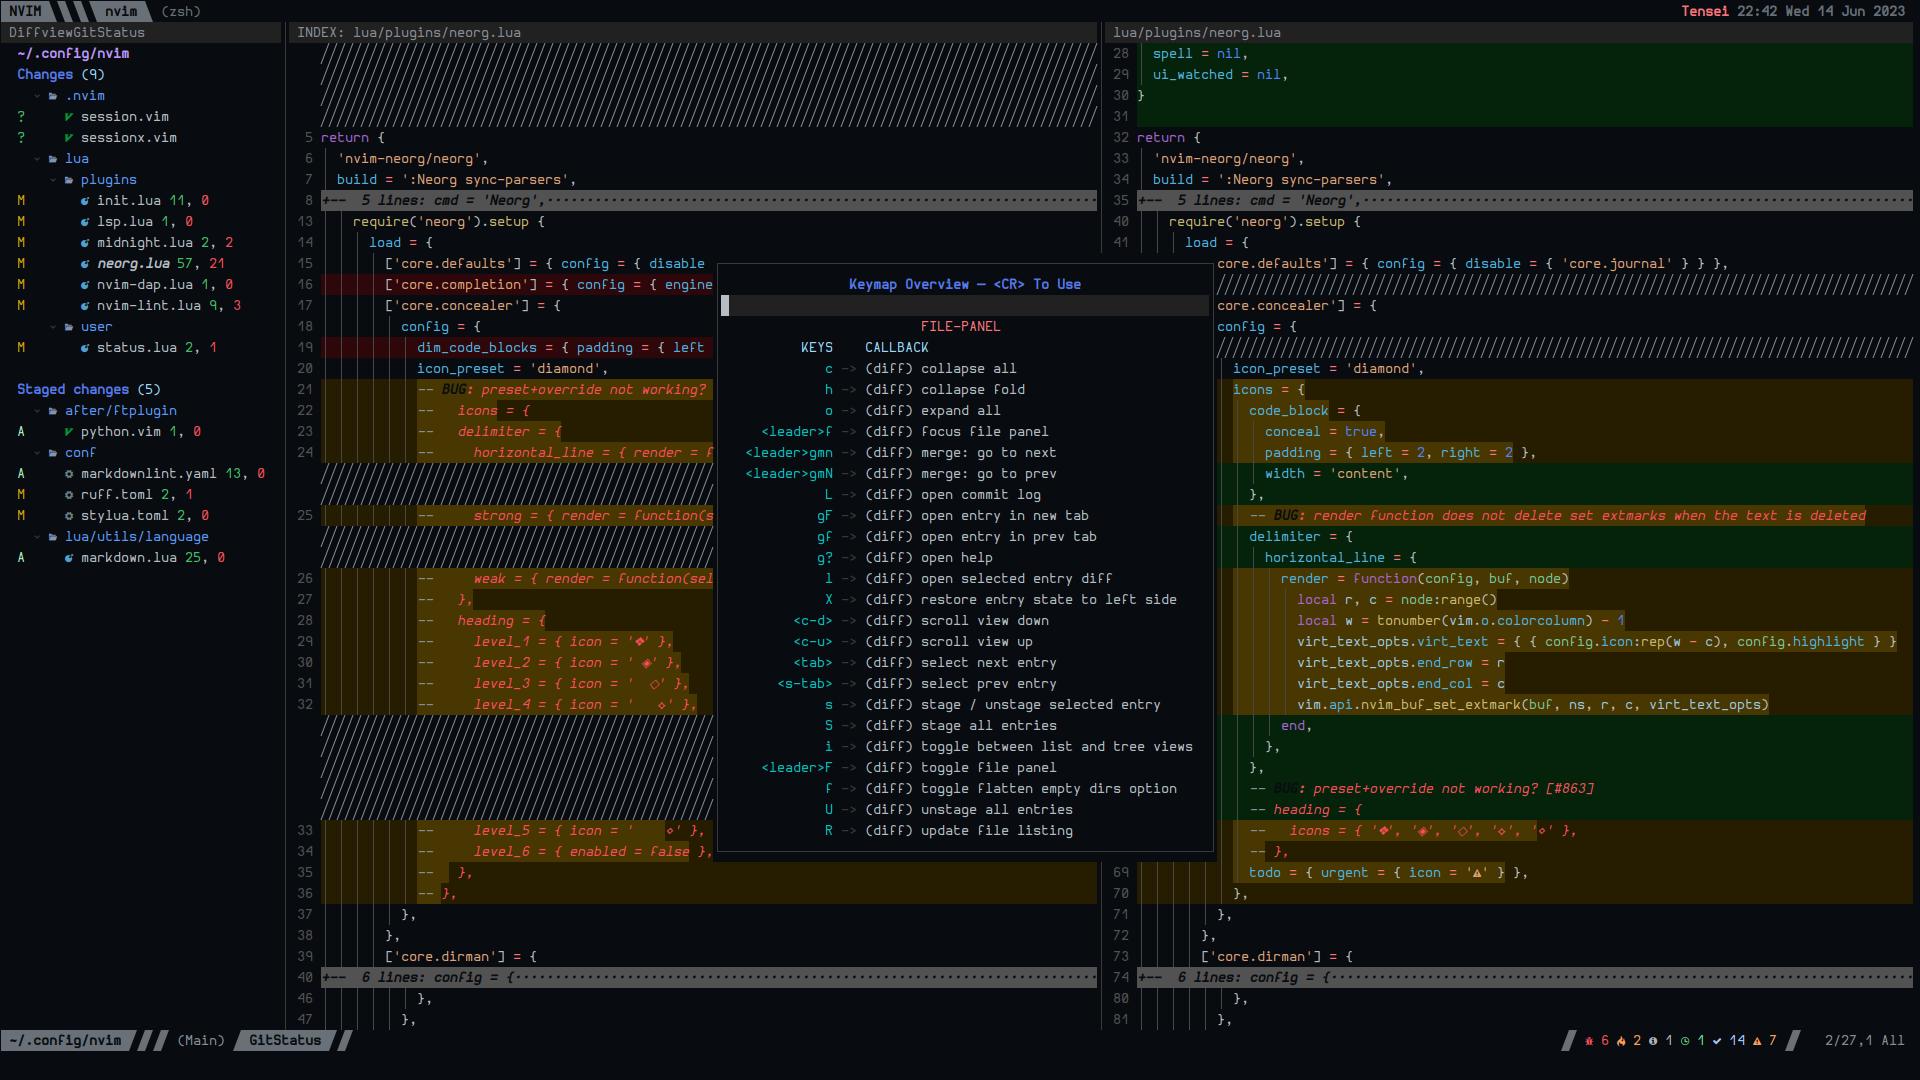 NVIM nvim (zsh) Tensei 22:42 Wed 14 Jun 2023
DiffviewGitStatus
~/.config/nvim
Changes (9)
.nvim
? session.vim
? sessionx.vim
lua
plugins
M init.lua 11, 0
M lsp.lua 1, 0
M midnight.lua 2, 2
M neorg.lua 57, 21
M nvim-dap.lua 1, 0
M nvim-lint.lua 9, 3
user
M status.lua 2, 1
Staged changes (5)
after/ftplugin
A python.vim 1, 0
conf
A markdownlint.yaml 13, 0
M ruff.toml 2, 1
M stylua.toml 2, 0
lua/utils/language
A markdown.lua 25, 0
INDEX: lua/plugins/neorg.lua
5 return {
6 'nvim-neorg/neorg',
7 build = ':Neorg sync-parsers',
8 +-- 5 lines: cmd = 'Neorg',
13 require('neorg').setup {
14 load = {
15 ['core.defaults'] = { config = { disable
16 ['core.completion'] = { config = { engine
17 ['core.concealer'] = {
18 config = {
19 dim_code_blocks = { padding = { left
20 icon_preset = 'diamond',
21 -- BUG: preset+override not working?
22 -- icons = {
23 -- delimiter = {
24 -- horizontal_line = { render = f
25 -- strong = { render = function(s
26 -- weak = { render = function(sel
27 -- },
28 -- heading = {
29 -- level_1 = { icon = '❖' },
30 -- level_2 = { icon = ' ◈' },
31 -- level_3 = { icon = '  ◇' },
32 -- level_4 = { icon = '   ⋄' },
33 -- level_5 = { icon = '    ⋄' },
34 -- level_6 = { enabled = false },
35 -- },
36 -- },
37 },
38 },
39 ['core.dirman'] = {
40 +-- 6 lines: config = {
46 },
47 },
Keymap Overview — <CR> To Use
FILE-PANEL
KEYS CALLBACK
c -> (diff) collapse all
h -> (diff) collapse fold
o -> (diff) expand all
<leader>f -> (diff) focus file panel
<leader>gmn -> (diff) merge: go to next
<leader>gmN -> (diff) merge: go to prev
L -> (diff) open commit log
gF -> (diff) open entry in new tab
gf -> (diff) open entry in prev tab
g? -> (diff) open help
l -> (diff) open selected entry diff
X -> (diff) restore entry state to left side
<c-d> -> (diff) scroll view down
<c-u> -> (diff) scroll view up
<tab> -> (diff) select next entry
<s-tab> -> (diff) select prev entry
s -> (diff) stage / unstage selected entry
S -> (diff) stage all entries
i -> (diff) toggle between list and tree views
<leader>F -> (diff) toggle file panel
f -> (diff) toggle flatten empty dirs option
U -> (diff) unstage all entries
R -> (diff) update file listing
lua/plugins/neorg.lua
28 spell = nil,
29 ui_watched = nil,
30 }
31
32 return {
33 'nvim-neorg/neorg',
34 build = ':Neorg sync-parsers',
35 +-- 5 lines: cmd = 'Neorg',
40 require('neorg').setup {
41 load = {
core.defaults'] = { config = { disable = { 'core.journal' } } },
core.concealer'] = {
config = {
icon_preset = 'diamond',
icons = {
code_block = {
conceal = true,
padding = { left = 2, right = 2 },
width = 'content',
},
-- BUG: render function does not delete set extmarks when the text is deleted
delimiter = {
horizontal_line = {
render = function(config, buf, node)
local r, c = node:range()
local w = tonumber(vim.o.colorcolumn) - 1
virt_text_opts.virt_text = { { config.icon:rep(w - c), config.highlight } }
virt_text_opts.end_row = r
virt_text_opts.end_col = c
vim.api.nvim_buf_set_extmark(buf, ns, r, c, virt_text_opts)
end,
},
},
-- BUG: preset+override not working? [#863]
-- heading = {
-- icons = { '❖', '◈', '◇', '⋄', '⋄' },
-- },
69 todo = { urgent = { icon = '⚠' } },
70 },
71 },
72 },
73 ['core.dirman'] = {
74 +-- 6 lines: config = {
80 },
81 },
~/.config/nvim (Main) GitStatus 6 2 1 1 14 7 2/27,1 All